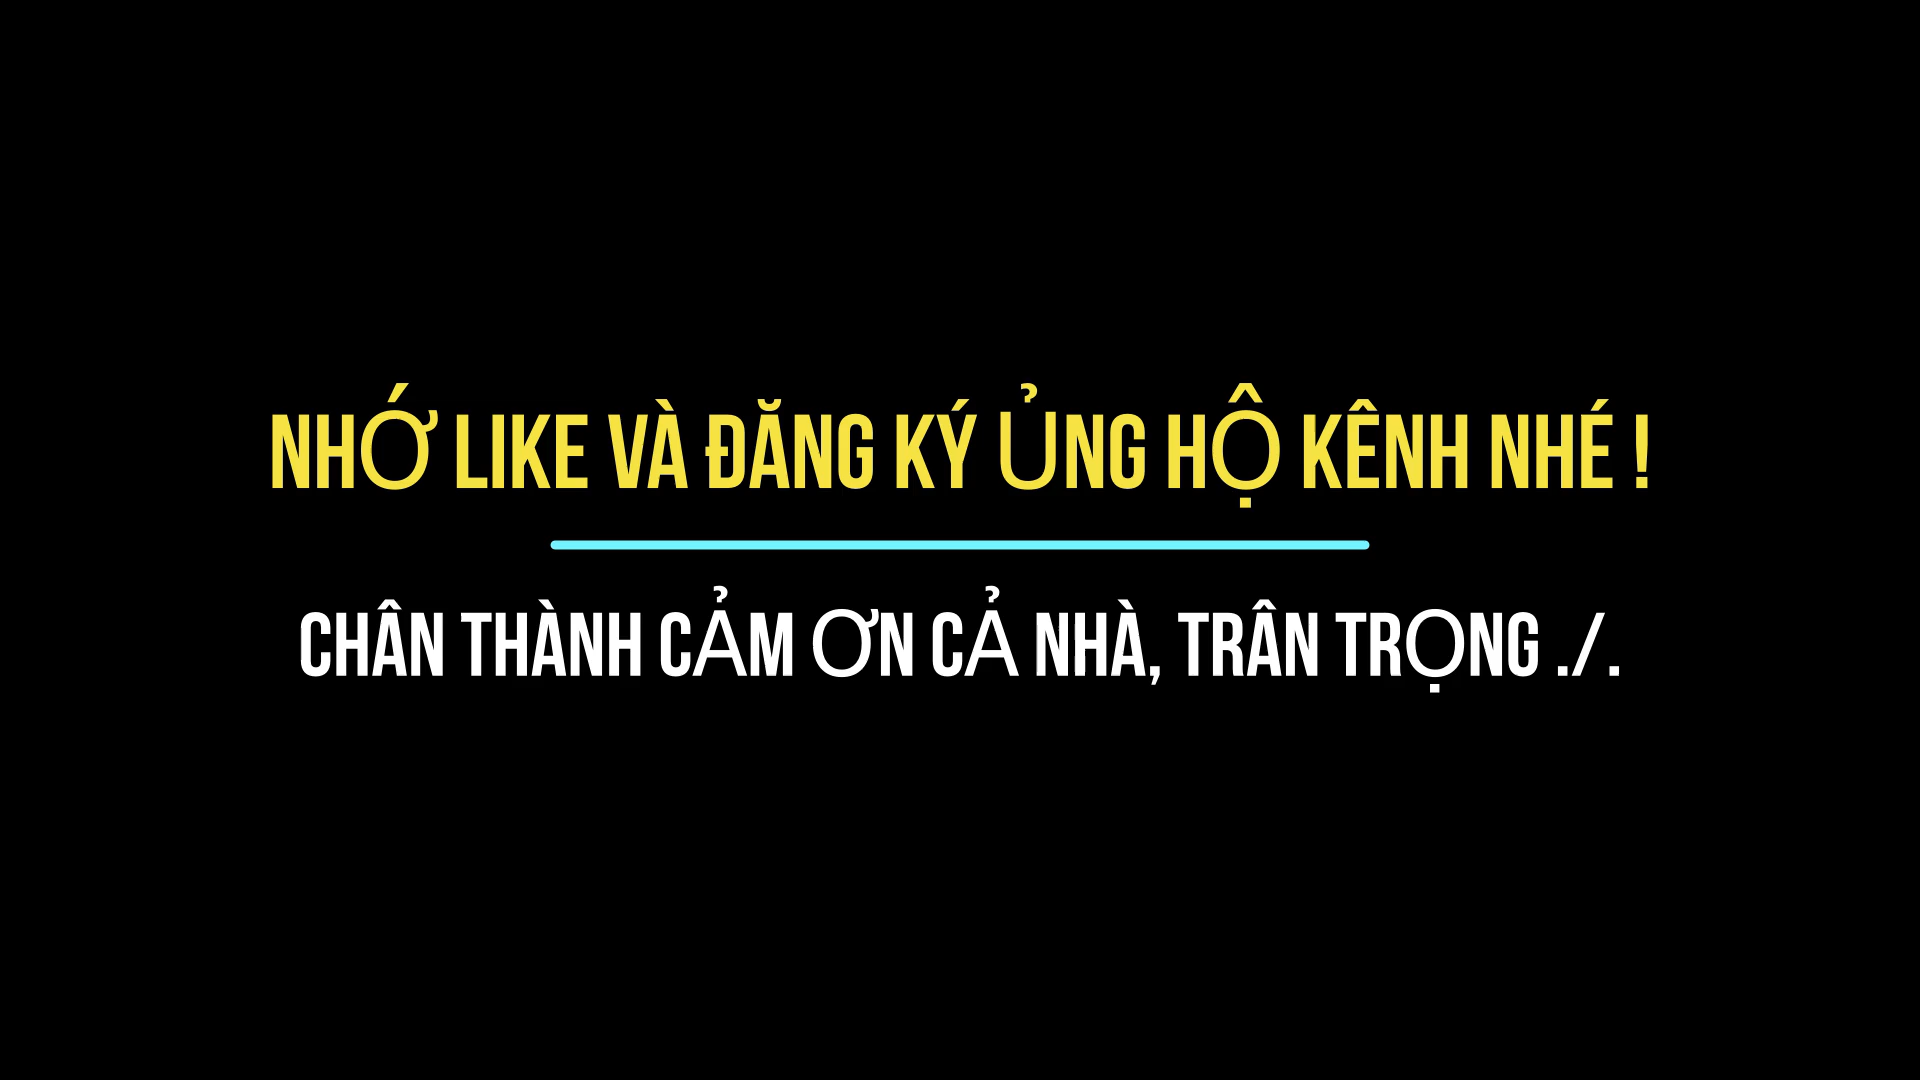 NHỚ LIKE VÀ ĐĂNG KÝ ỦNG HỘ KÊNH NHÉ !
CHÂN THÀNH CẢM ƠN CẢ NHÀ, TRÂN TRỌNG ./.